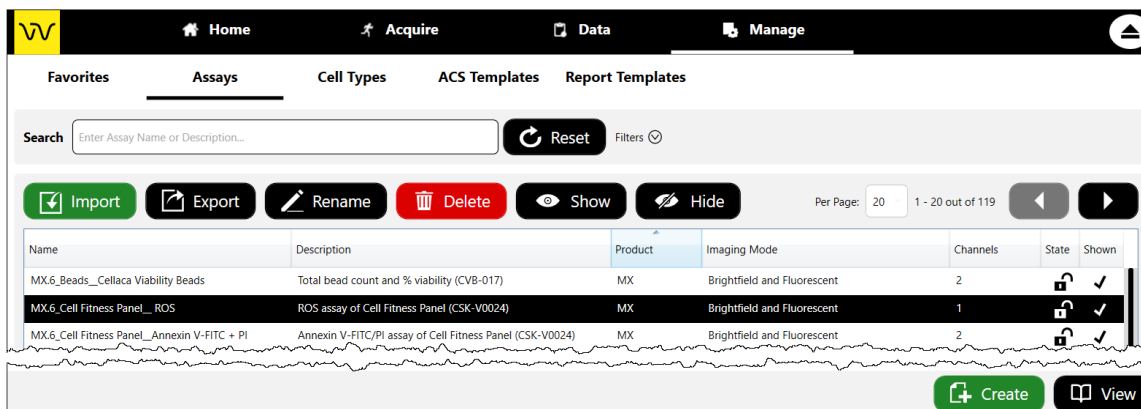 Home Acquire Data Manage
Favorites Assays Cell Types ACS Templates Report Templates
Search Enter Assay Name or Description... Reset Filters
Import Export Rename Delete Show Hide Per Page: 20 1 - 20 out of 119
Name Description Product Imaging Mode Channels State Shown
MX.6_Beads__Cellaca Viability Beads Total bead count and % viability (CVB-017) MX Brightfield and Fluorescent 2
MX.6_Cell Fitness Panel__ ROS ROS assay of Cell Fitness Panel (CSK-V0024) MX Brightfield and Fluorescent 1
MX.6_Cell Fitness Panel__Annexin V-FITC + PI Annexin V-FITC/PI assay of Cell Fitness Panel (CSK-V0024) MX Brightfield and Fluorescent 2
Create View